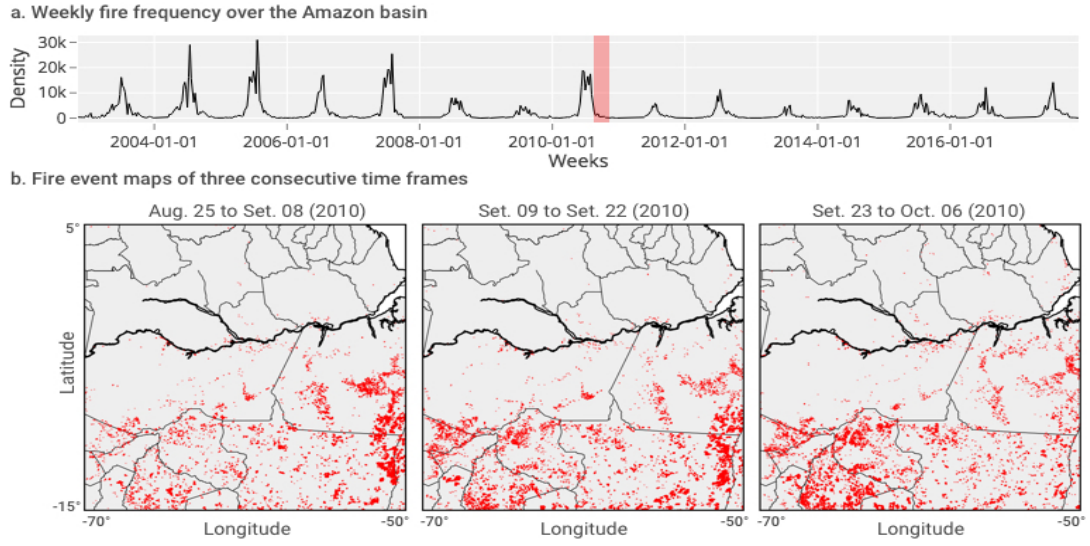 a. Weekly fire frequency over the Amazon basin
Density
30k
20k
10k
0
2004-01-01 2006-01-01 2008-01-01 2010-01-01 2012-01-01 2014-01-01 2016-01-01
Weeks
b. Fire event maps of three consecutive time frames
Aug. 25 to Set. 08 (2010) Set. 09 to Set. 22 (2010) Set. 23 to Oct. 06 (2010)
5°
Latitude
-15°
-70° -50° -70° -50° -70° -50°
Longitude Longitude Longitude